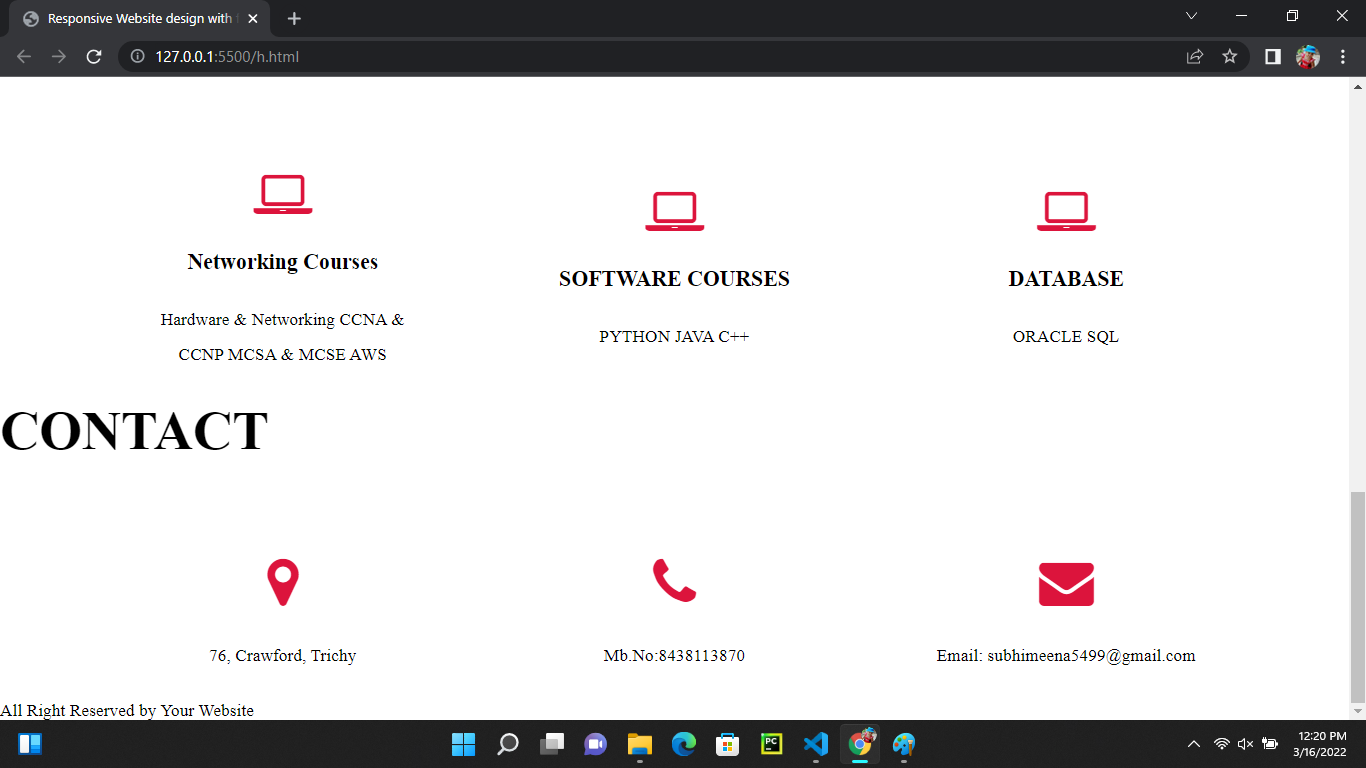 Responsive Website design with
127.0.0.1:5500/h.html
Networking Courses
Hardware & Networking CCNA &
CCNP MCSA & MCSE AWS
SOFTWARE COURSES
PYTHON JAVA C++
DATABASE
ORACLE SQL
CONTACT
76, Crawford, Trichy
Mb.No:8438113870
Email: subhimeena5499@gmail.com
All Right Reserved by Your Website
PC
12:20 PM
3/16/2022